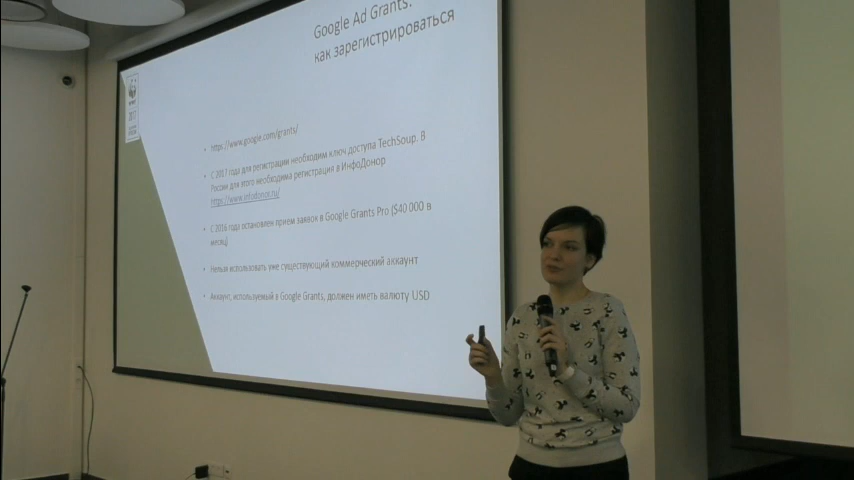 Google Ad Grants:
как зарегистрироваться
2017
• https://www.google.com/grants/
• С 2017 года для регистрации необходим ключ доступа TechSoup. В
России для этого необходима регистрация в ИнфоДонор
https://www.infodonor.ru/
• С 2016 года остановлен прием заявок в Google Grants Pro ($40 000 в
месяц)
• Нельзя использовать уже существующий коммерческий аккаунт
• Аккаунт, используемый в Google Grants, должен иметь валюту USD